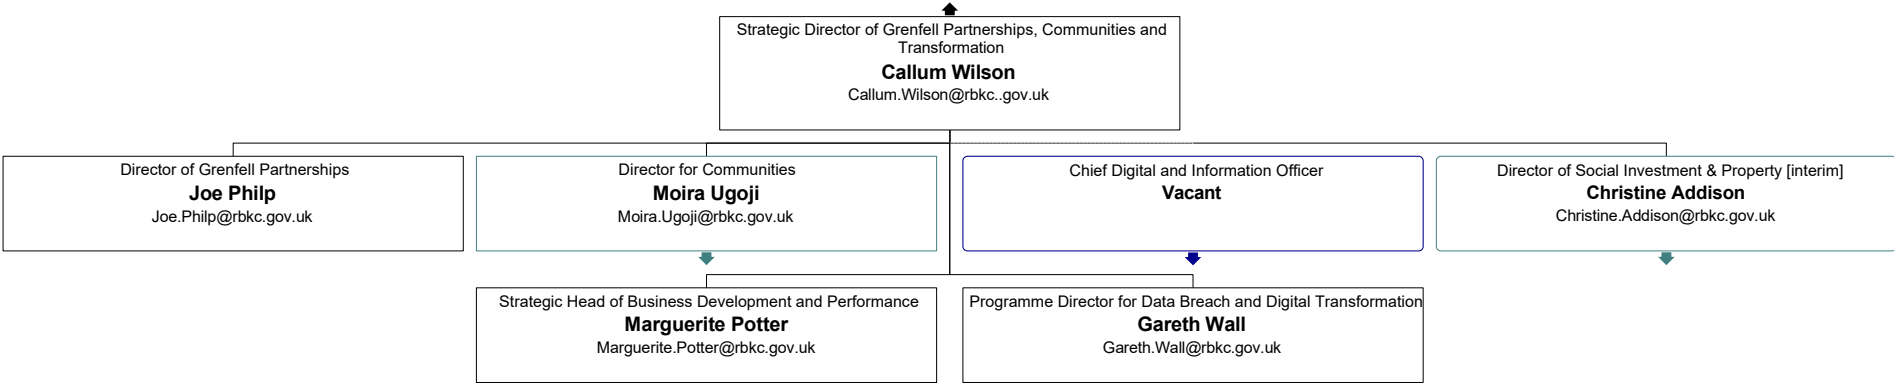 Strategic Director of Grenfell Partnerships, Communities and
Transformation
Callum Wilson
Callum.Wilson@rbkc..gov.uk
Director of Grenfell Partnerships
Joe Philp
Joe.Philp@rbkc.gov.uk
Director for Communities
Moira Ugoji
Moira.Ugoji@rbkc.gov.uk
Chief Digital and Information Officer
Vacant
Director of Social Investment & Property [interim]
Christine Addison
Christine.Addison@rbkc.gov.uk
Strategic Head of Business Development and Performance
Marguerite Potter
Marguerite.Potter@rbkc.gov.uk
Programme Director for Data Breach and Digital Transformation
Gareth Wall
Gareth.Wall@rbkc.gov.uk